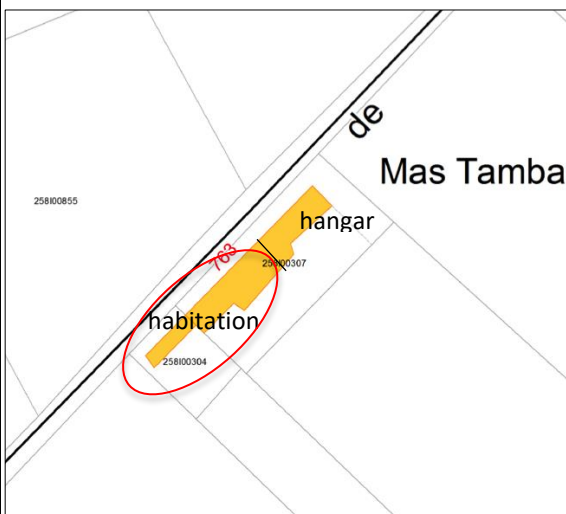 de
Mas Tamba
258I00855
hangar
763
258I00307
habitation
258I00304